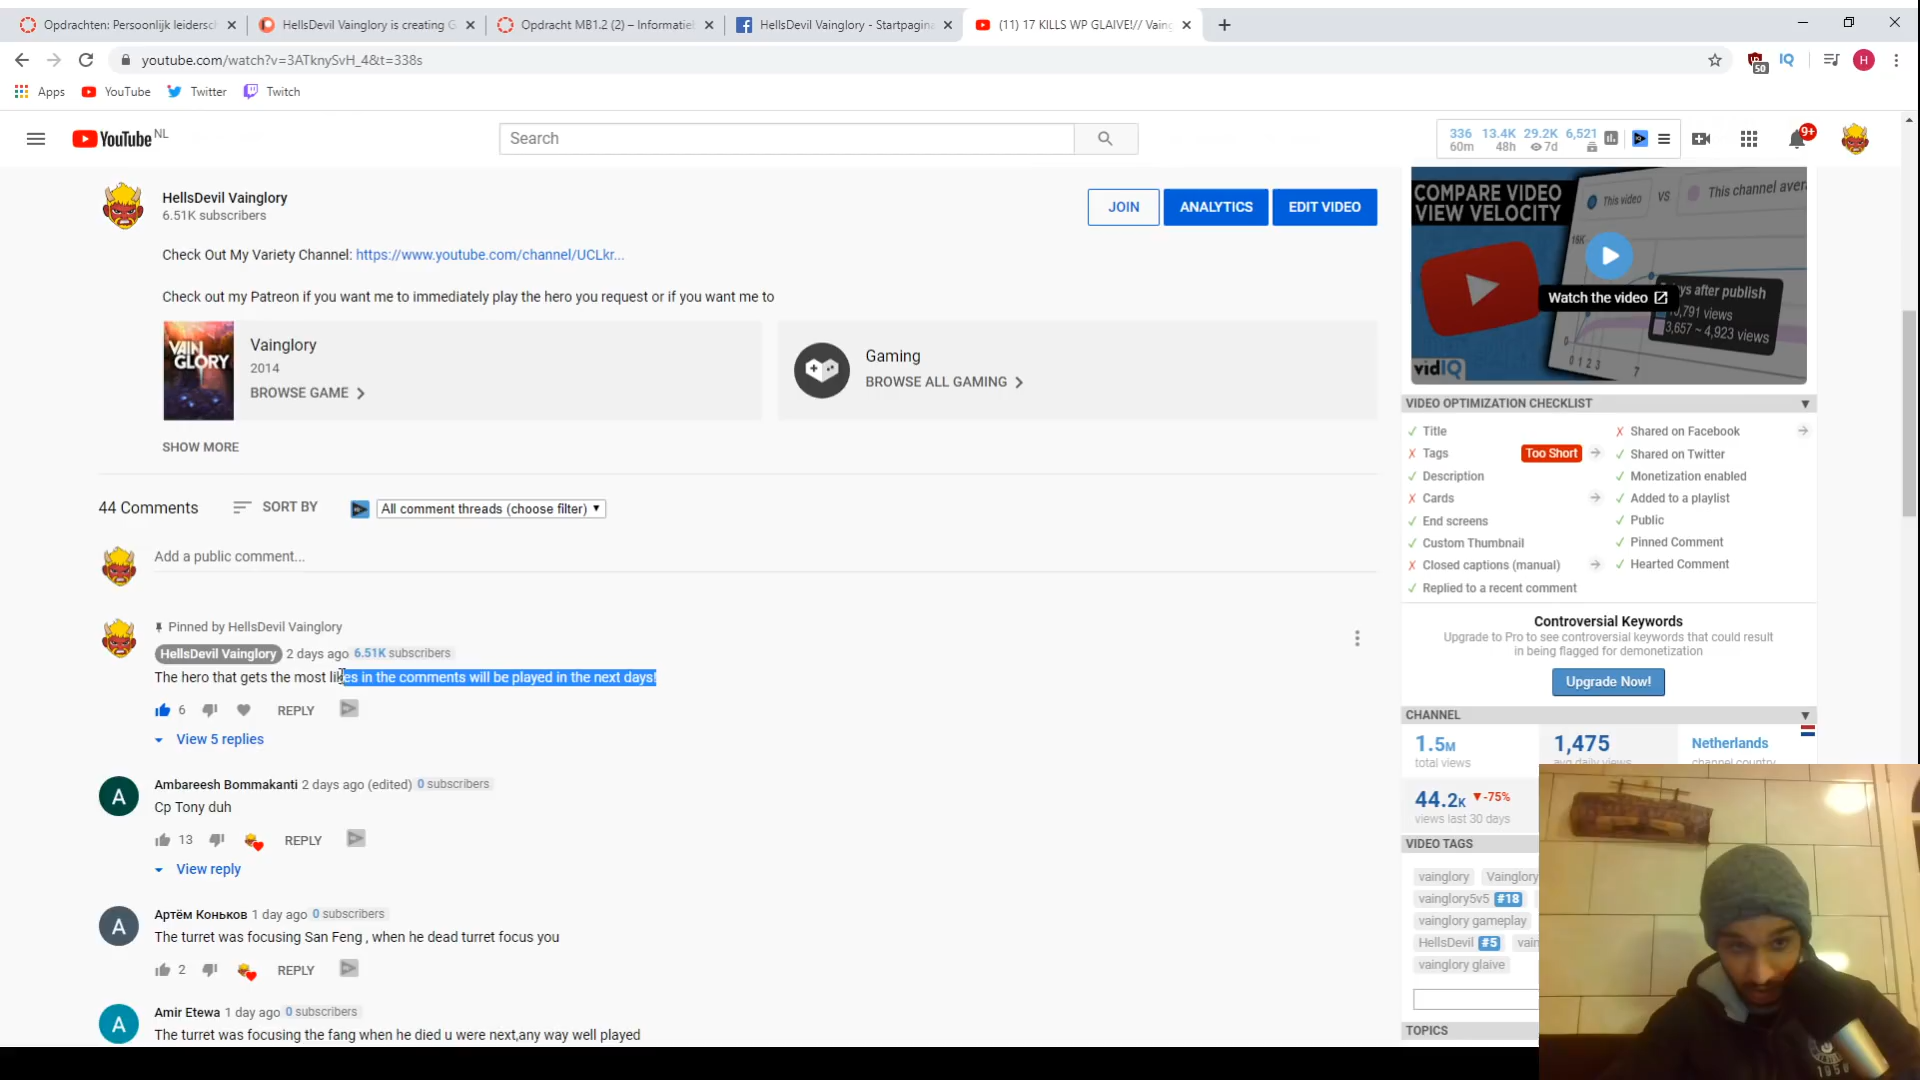 Opdrachten: Persoonlijk leidersch
HellsDevil Vainglory is creating G
Opdracht MB1.2 (2) – Informatie
HellsDevil Vainglory - Startpagina
(11) 17 KILLS WP GLAIVE!// Vaing
youtube.com/watch?v=3ATknySvH_4&t=338s
50
IQ
H
Apps
YouTube
Twitter
Twitch
YouTube NL
Search
336 13.4K 29.2K 6,521
60m 48h 7d
9+
HellsDevil Vainglory
6.51K subscribers
JOIN
ANALYTICS
EDIT VIDEO
Check Out My Variety Channel: https://www.youtube.com/channel/UCLkr...
Check out my Patreon if you want me to immediately play the hero you request or if you want me to
VAIN
GLORY
Vainglory
2014
BROWSE GAME
Gaming
BROWSE ALL GAMING
SHOW MORE
COMPARE VIDEO
VIEW VELOCITY
This video VS This channel aver
18K
Watch the video
ys after publish
10,791 views
3,657 ~ 4,923 views
0 1 2 3 7
vidIQ
VIDEO OPTIMIZATION CHECKLIST
Title
Tags Too Short
Description
Cards
End screens
Custom Thumbnail
Closed captions (manual)
Replied to a recent comment
Shared on Facebook
Shared on Twitter
Monetization enabled
Added to a playlist
Public
Pinned Comment
Hearted Comment
Controversial Keywords
Upgrade to Pro to see controversial keywords that could result
in being flagged for demonetization
Upgrade Now!
CHANNEL
1.5M
total views
1,475
avg daily views
Netherlands
channel country
44.2K -75%
views last 30 days
VIDEO TAGS
vainglory Vainglory
vainglory5v5 #18
vainglory gameplay
HellsDevil #5 vain
vainglory glaive
TOPICS
44 Comments
SORT BY
All comment threads (choose filter)
Add a public comment...
Pinned by HellsDevil Vainglory
HellsDevil Vainglory 2 days ago 6.51K subscribers
The hero that gets the most likes in the comments will be played in the next days!
6 REPLY
View 5 replies
A
Ambareesh Bommakanti 2 days ago (edited) 0 subscribers
Cp Tony duh
13 REPLY
View reply
A
Артём Коньков 1 day ago 0 subscribers
The turret was focusing San Feng , when he dead turret focus you
2 REPLY
A
Amir Etewa 1 day ago 0 subscribers
The turret was focusing the fang when he died u were next,any way well played